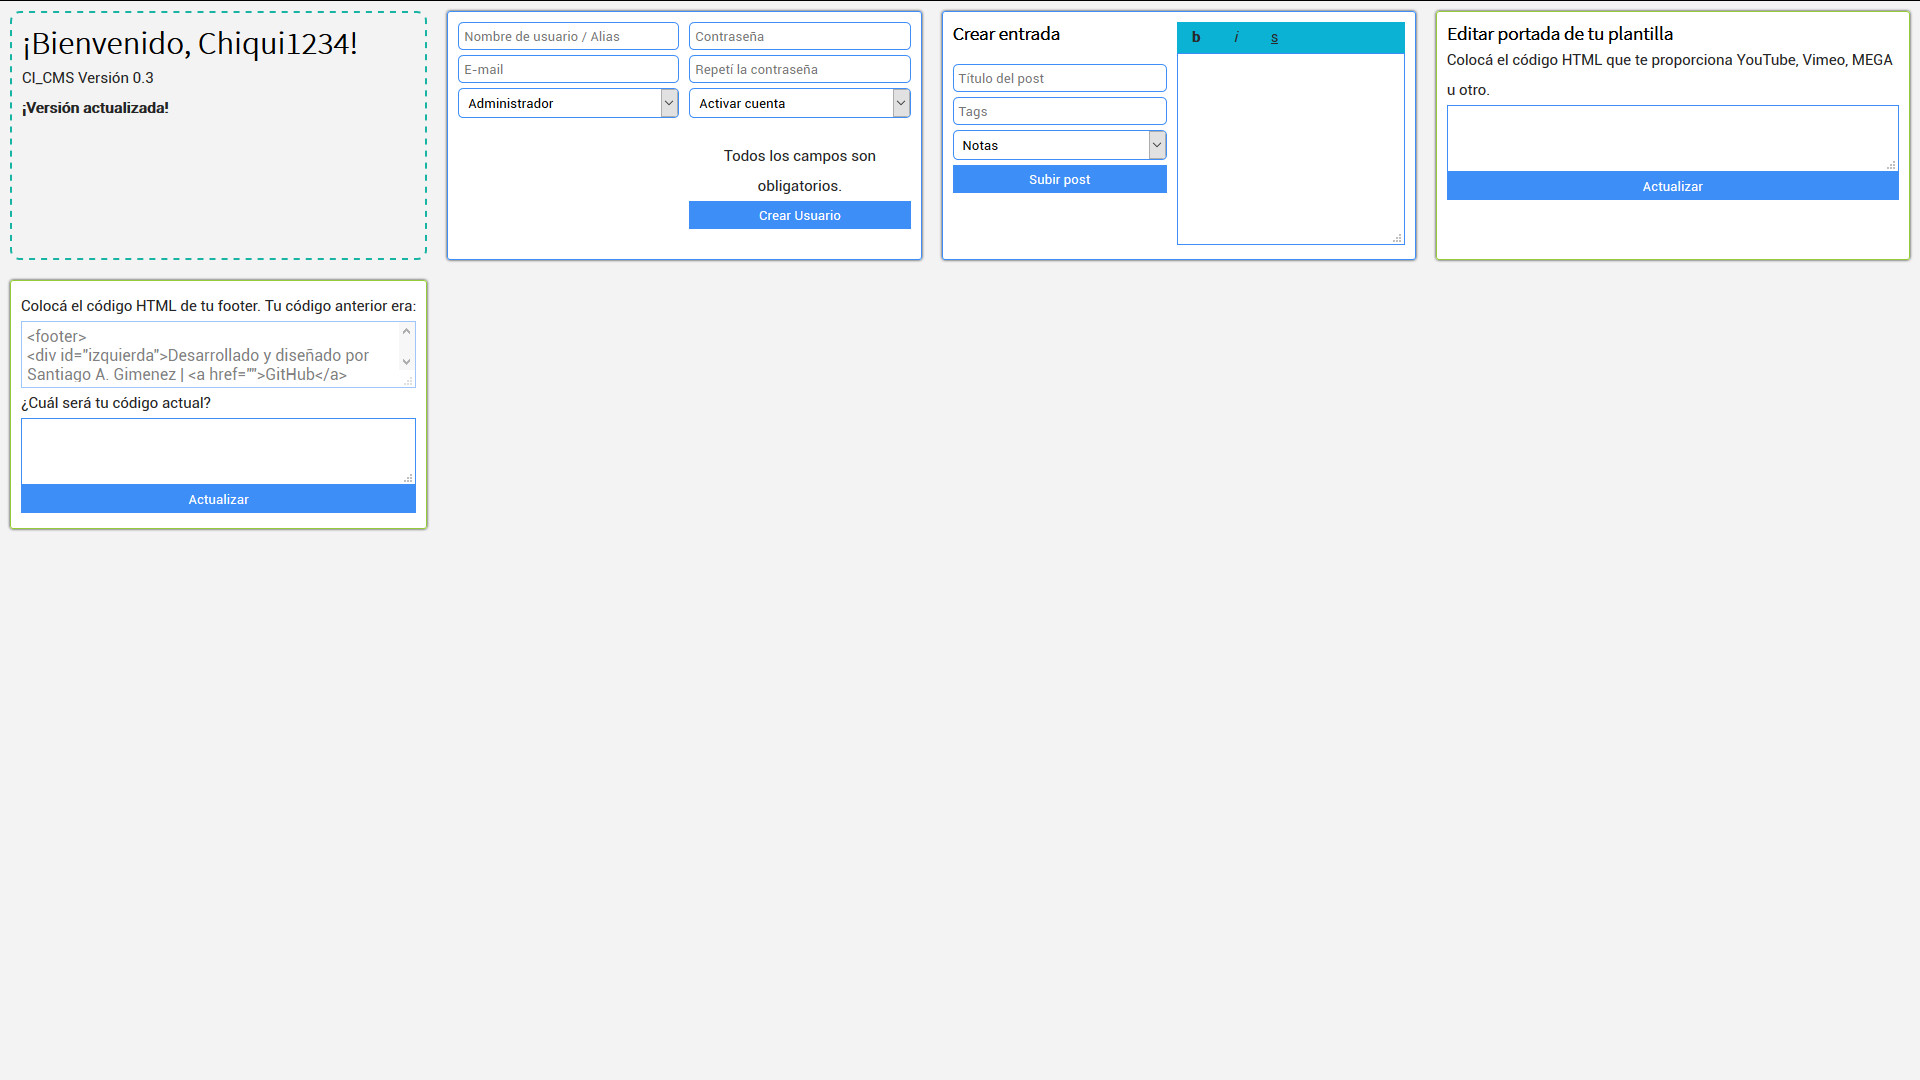 ¡Bienvenido, Chiqui1234!
CI_CMS Versión 0.3
¡Versión actualizada!
Nombre de usuario / Alias
Contraseña
E-mail
Repetí la contraseña
Administrador
Activar cuenta
Todos los campos son
obligatorios.
Crear Usuario
Crear entrada
Título del post
Tags
Notas
Subir post
b i s
Editar portada de tu plantilla
Colocá el código HTML que te proporciona YouTube, Vimeo, MEGA
u otro.
Actualizar
Colocá el código HTML de tu footer. Tu código anterior era:
<footer>
<div id="izquierda">Desarrollado y diseñado por
Santiago A. Gimenez | <a href="">GitHub</a>
¿Cuál será tu código actual?
Actualizar